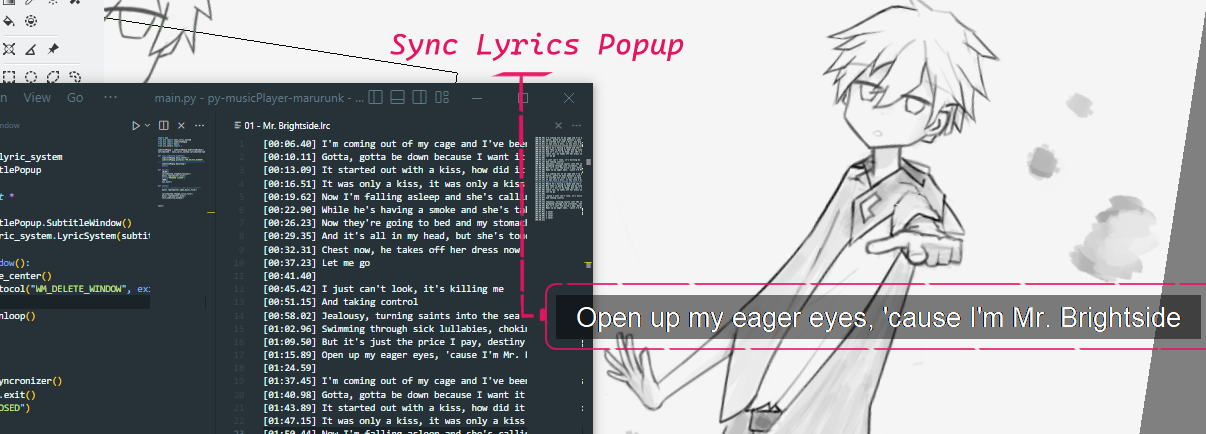 Sync Lyrics Popup
View Go ...
main.py - py-musicPlayer-marurunk - ...
lyric_system
main.py
01 - Mr. Brightside.lrc
1 [00:06.40] I'm coming out of my cage and I've been
2 [00:10.11] Gotta, gotta be down because I want it
3 [00:13.09] It started out with a kiss, how did it
4 [00:16.51] It was only a kiss, it was only a kiss
5 [00:19.62] Now I'm falling asleep and she's calli
6 [00:22.90] While he's having a smoke and she's ta
7 [00:26.23] Now they're going to bed and my stomac
8 [00:29.35] And it's all in my head, but she's tou
9 [00:32.31] Chest now, he takes off her dress now
10 [00:37.23] Let me go
11 [00:41.40]
12 [00:45.42] I just can't look, it's killing me
13 [00:51.15] And taking control
14 [00:58.02] Jealousy, turning saints into the sea
15 [01:02.96] Swimming through sick lullabies, chokin
16 [01:09.50] But it's just the price I pay, destiny
17 [01:15.89] Open up my eager eyes, 'cause I'm Mr.
18 [01:24.59]
19 [01:37.45] I'm coming out of my cage and I've been
20 [01:40.98] Gotta, gotta be down because I want it
21 [01:43.89] It started out with a kiss, how did it
22 [01:47.15] It was only a kiss, it was only a kiss
tlePopup
t *
tlePopup.SubtitleWindow()
ric_system.LyricSystem(subtit
dow():
e_center()
tocol("WM_DELETE_WINDOW", exi
nloop()
yncronizer()
.exit()
OSED")
Open up my eager eyes, 'cause I'm Mr. Brightside